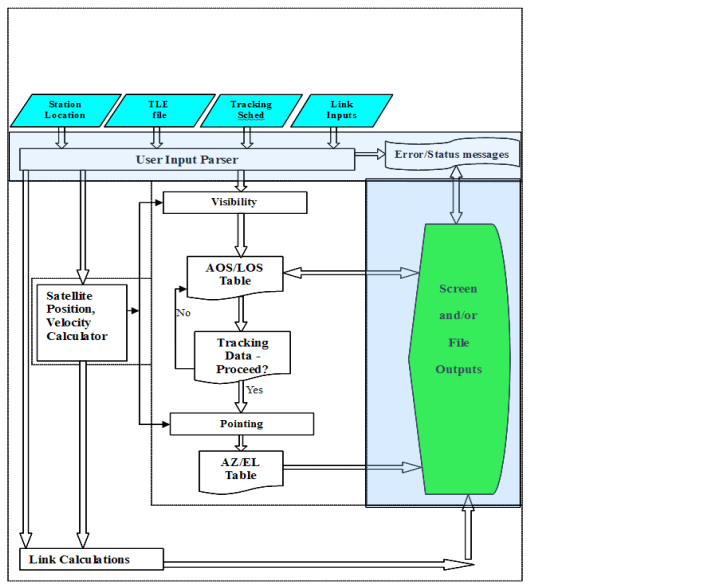 Station
Location
TLE
file
Tracking
Sched
Link
Inputs
User Input Parser
Error/Status messages
Visibility
AOS/LOS
Table
Satellite
Position,
Velocity
Calculator
No
Tracking
Data -
Proceed?
Yes
Pointing
AZ/EL
Table
Screen
and/or
File
Outputs
Link Calculations